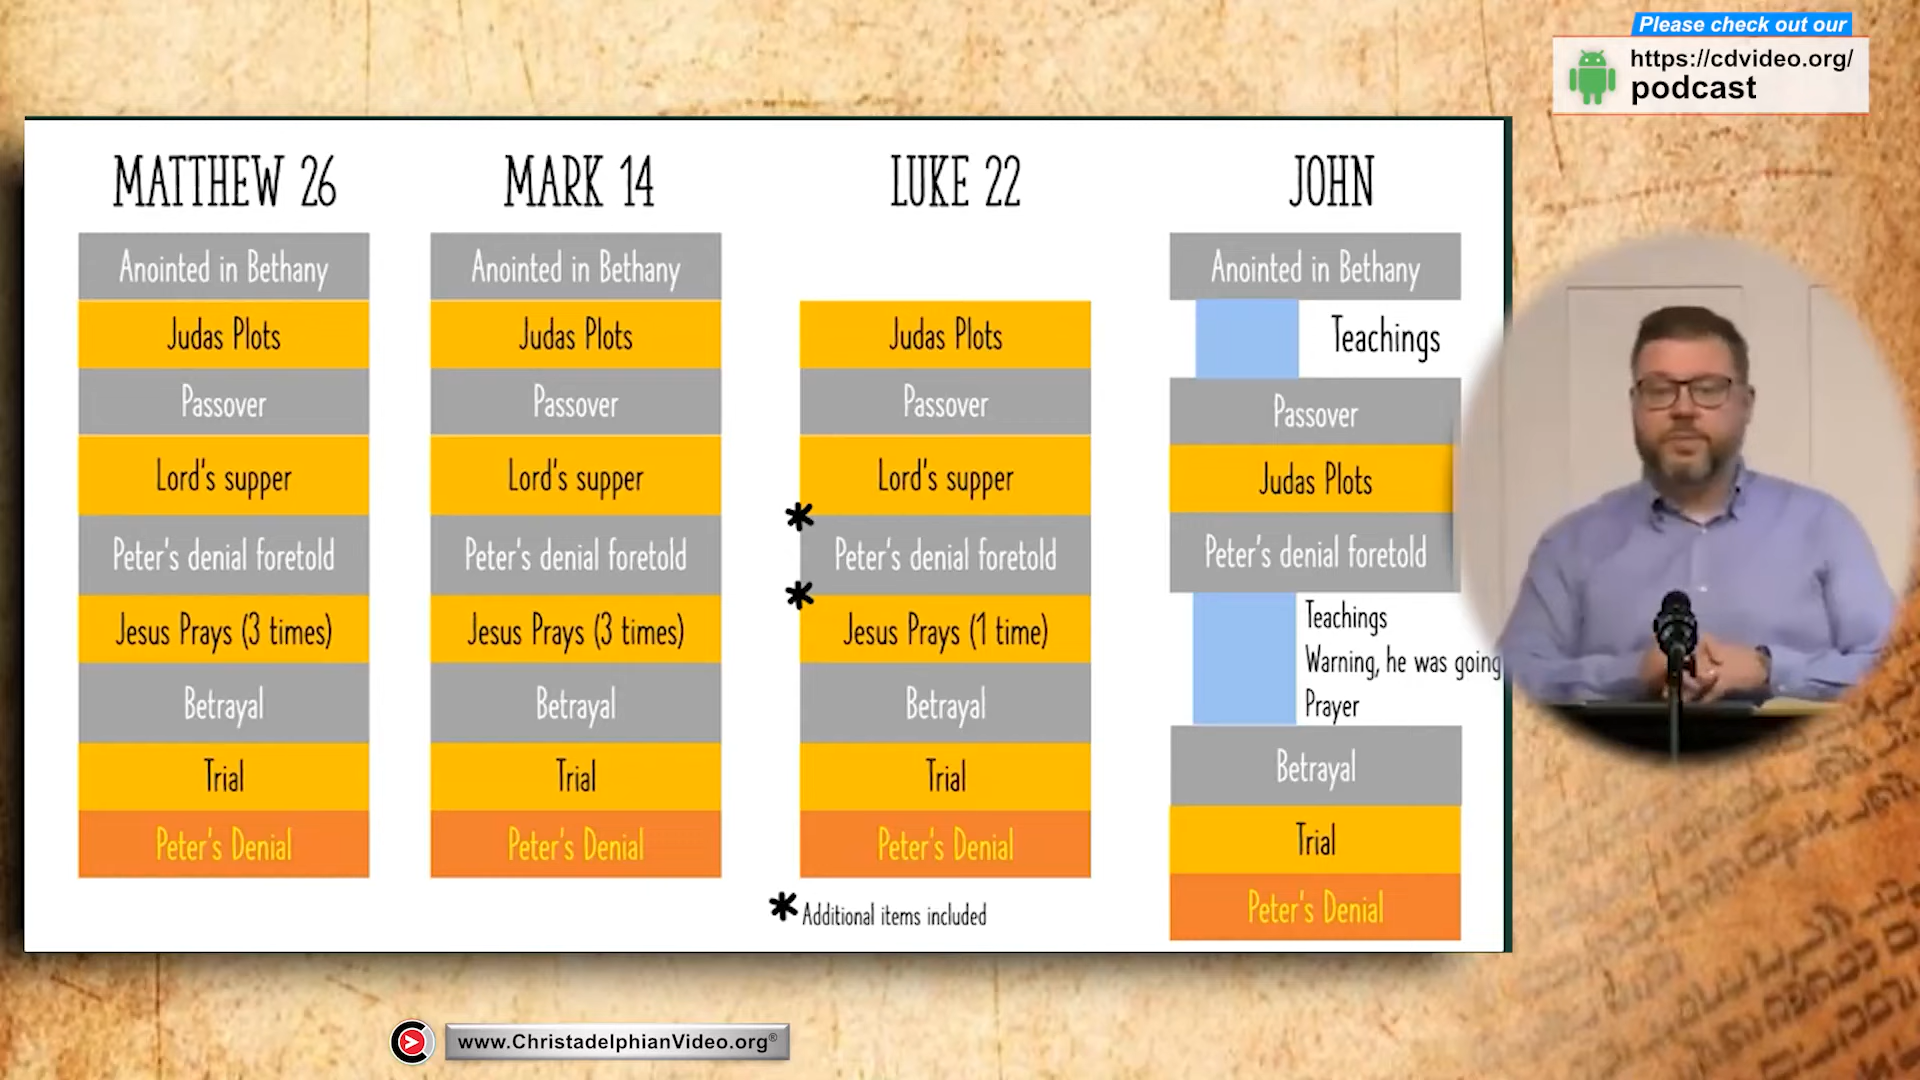 Please check out our
https://cdvideo.org/
podcast
MATTHEW 26
Anointed in Bethany
Judas Plots
Passover
Lord's supper
Peter's denial foretold
Jesus Prays (3 times)
Betrayal
Trial
Peter's Denial
MARK 14
Anointed in Bethany
Judas Plots
Passover
Lord's supper
Peter's denial foretold
Jesus Prays (3 times)
Betrayal
Trial
Peter's Denial
LUKE 22
Judas Plots
Passover
Lord's supper
*
Peter's denial foretold
*
Jesus Prays (1 time)
Betrayal
Trial
Peter's Denial
* Additional items included
JOHN
Anointed in Bethany
Teachings
Passover
Judas Plots
Peter's denial foretold
Teachings
Warning, he was going
Prayer
Betrayal
Trial
Peter's Denial
www.ChristadelphianVideo.org®